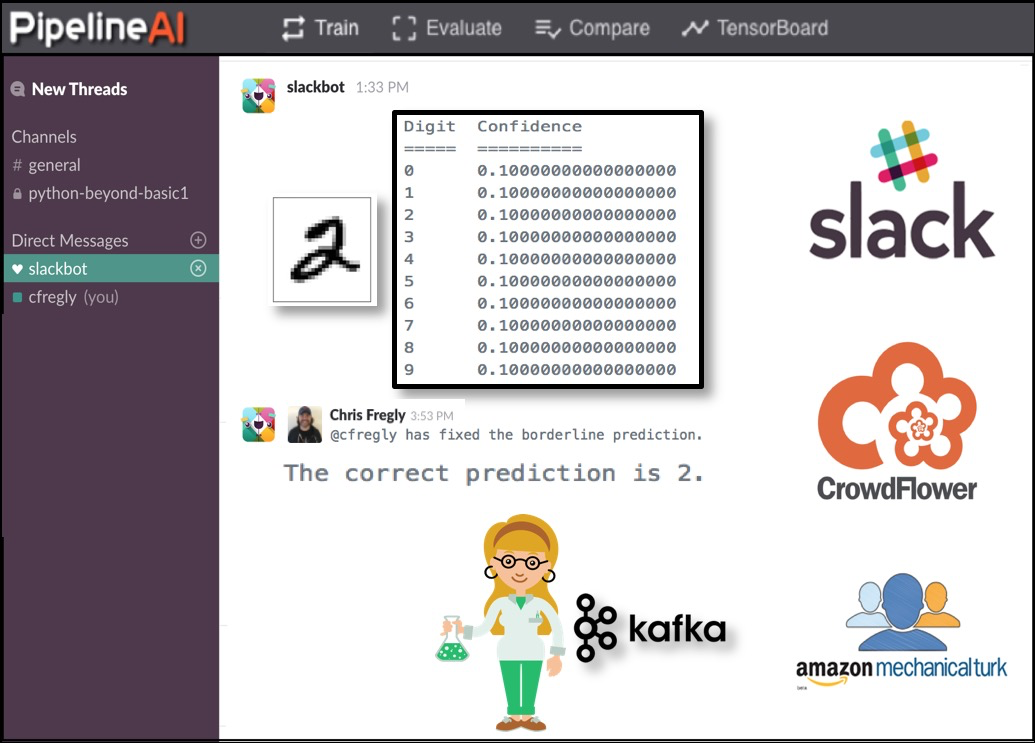 PipelineAI
Train Evaluate Compare TensorBoard
New Threads
Channels
# general
python-beyond-basic1
Direct Messages
slackbot
cfregly (you)
slackbot 1:33 PM
2
Digit Confidence
===== ==========
0 0.10000000000000000
1 0.10000000000000000
2 0.10000000000000000
3 0.10000000000000000
4 0.10000000000000000
5 0.10000000000000000
6 0.10000000000000000
7 0.10000000000000000
8 0.10000000000000000
9 0.10000000000000000
Chris Fregly 3:53 PM
@cfregly has fixed the borderline prediction.
The correct prediction is 2.
kafka
slack
CrowdFlower
amazon mechanical turk
beta